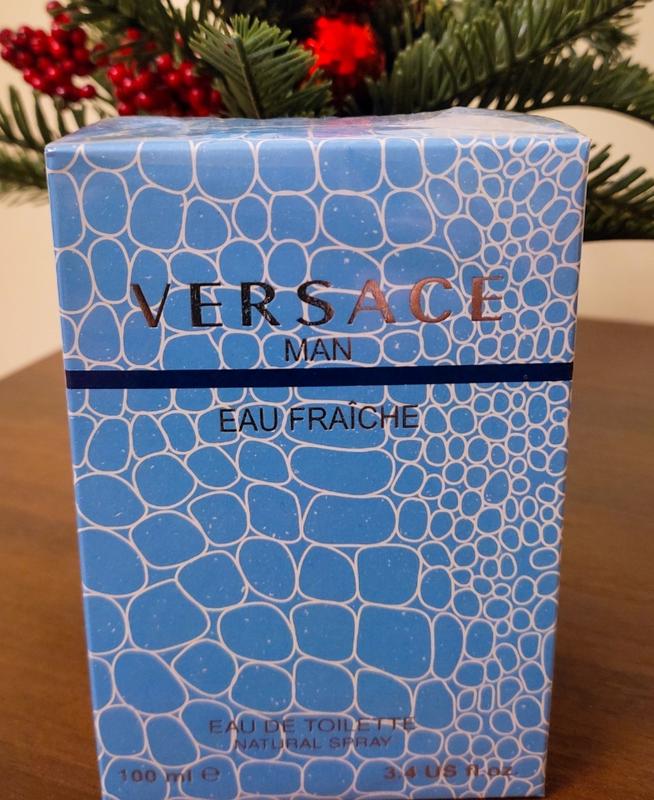 VERSACE
MAN
EAU FRAÎCHE
EAU DE TOILETTE
NATURAL SPRAY
100 ml ℮ 3.4 US fl.oz.